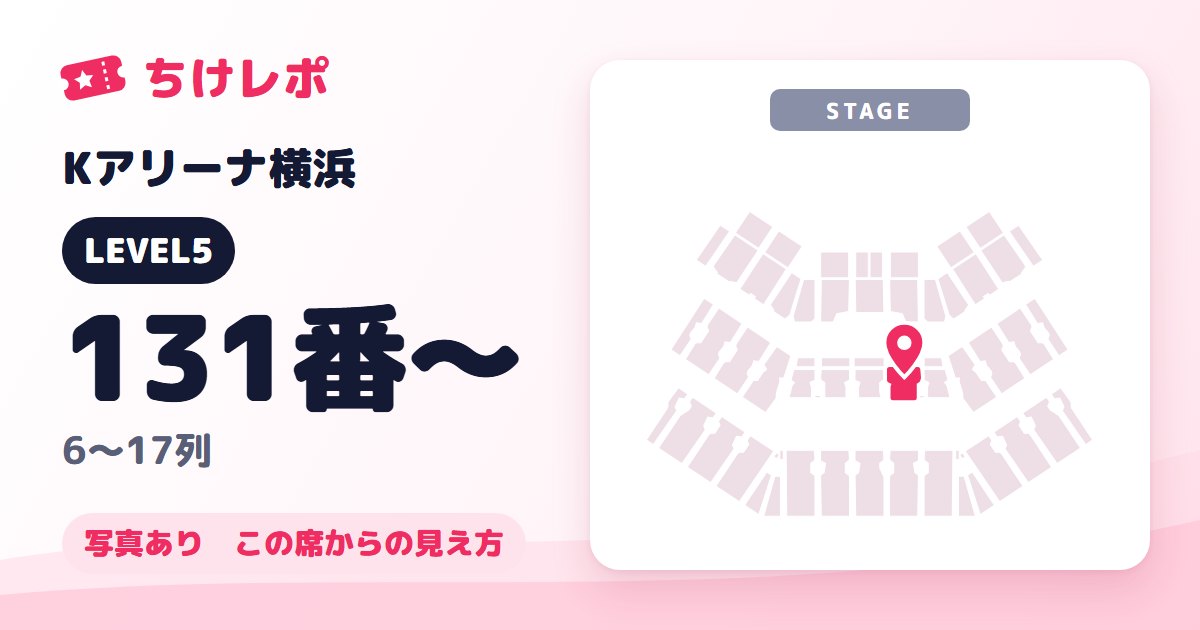 ちけレポ
Kアリーナ横浜
LEVEL5
131番〜
6〜17列
写真あり この席からの見え方
STAGE